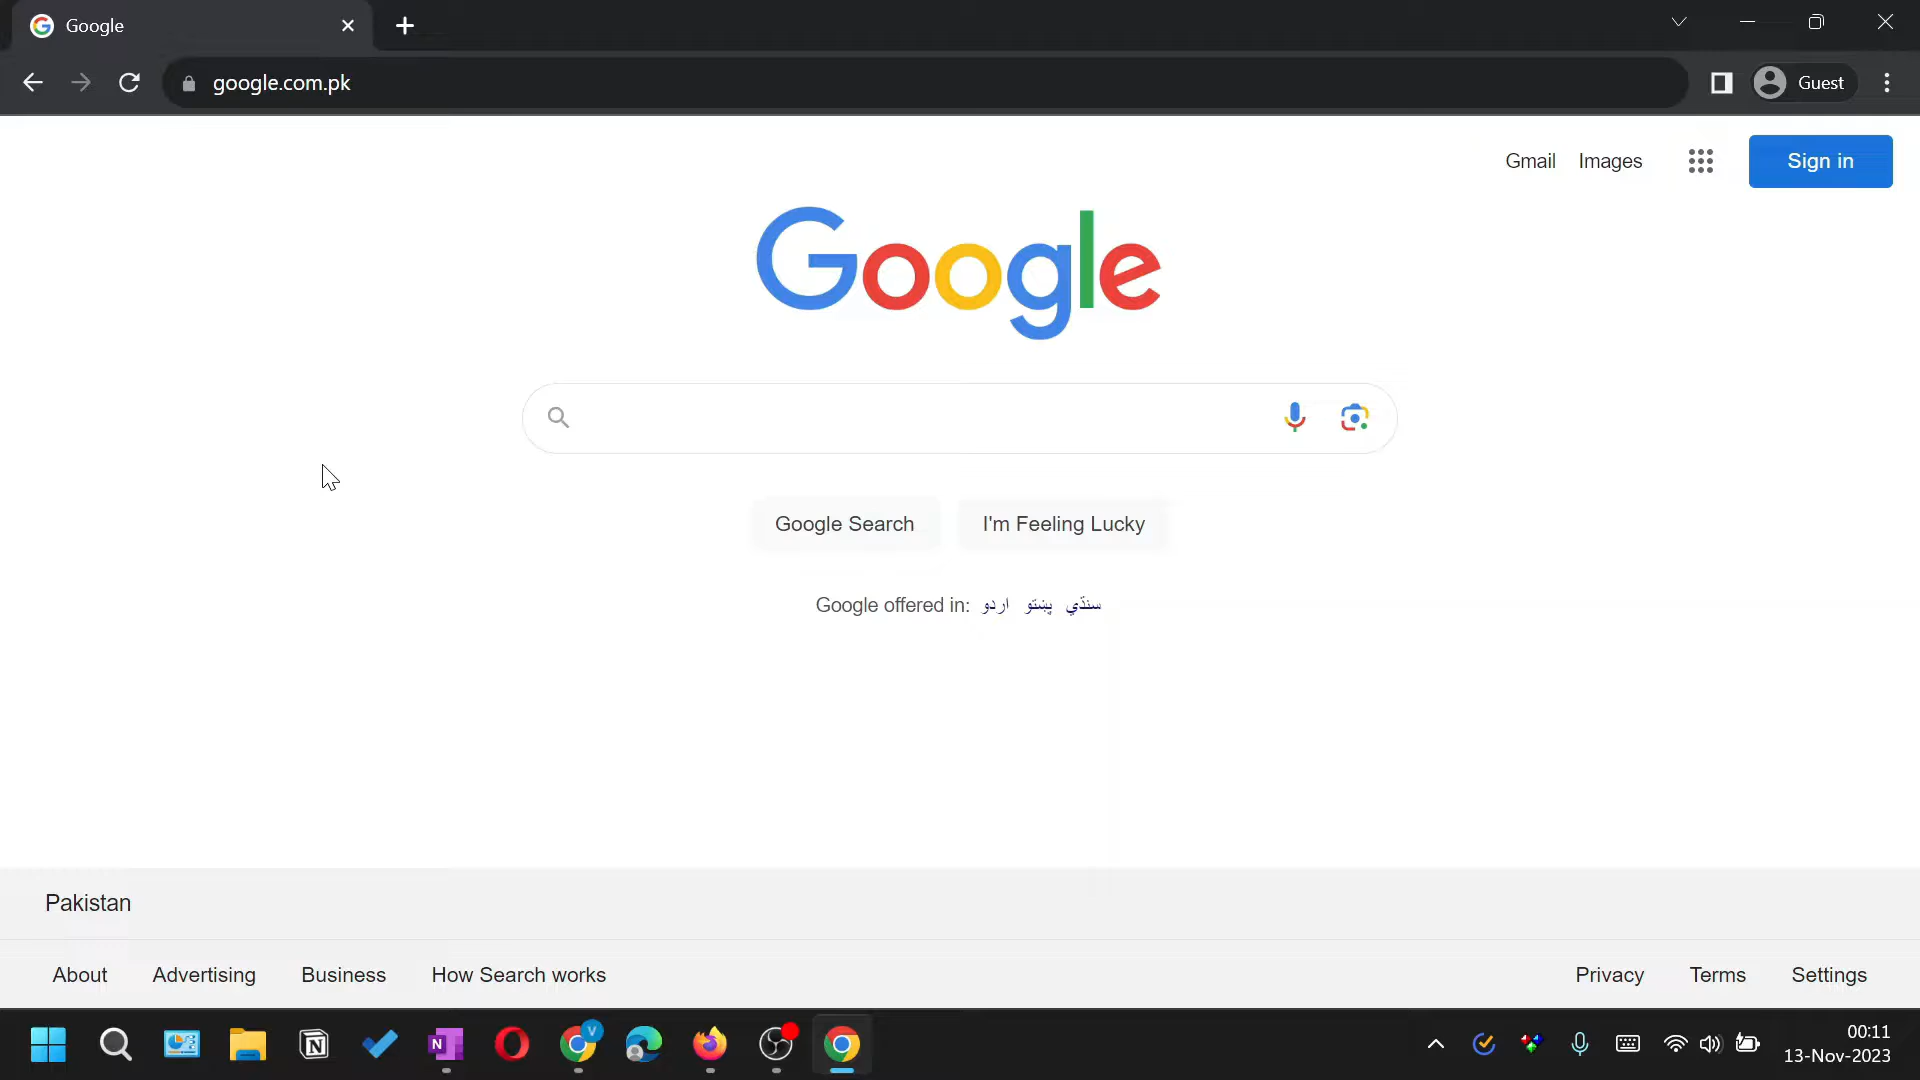 Google
google.com.pk
Guest
Gmail Images Sign in
Google
Google Search I'm Feeling Lucky
Google offered in: اردو پښتو سنڌي
Pakistan
About Advertising Business How Search works Privacy Terms Settings
00:11
13-Nov-2023